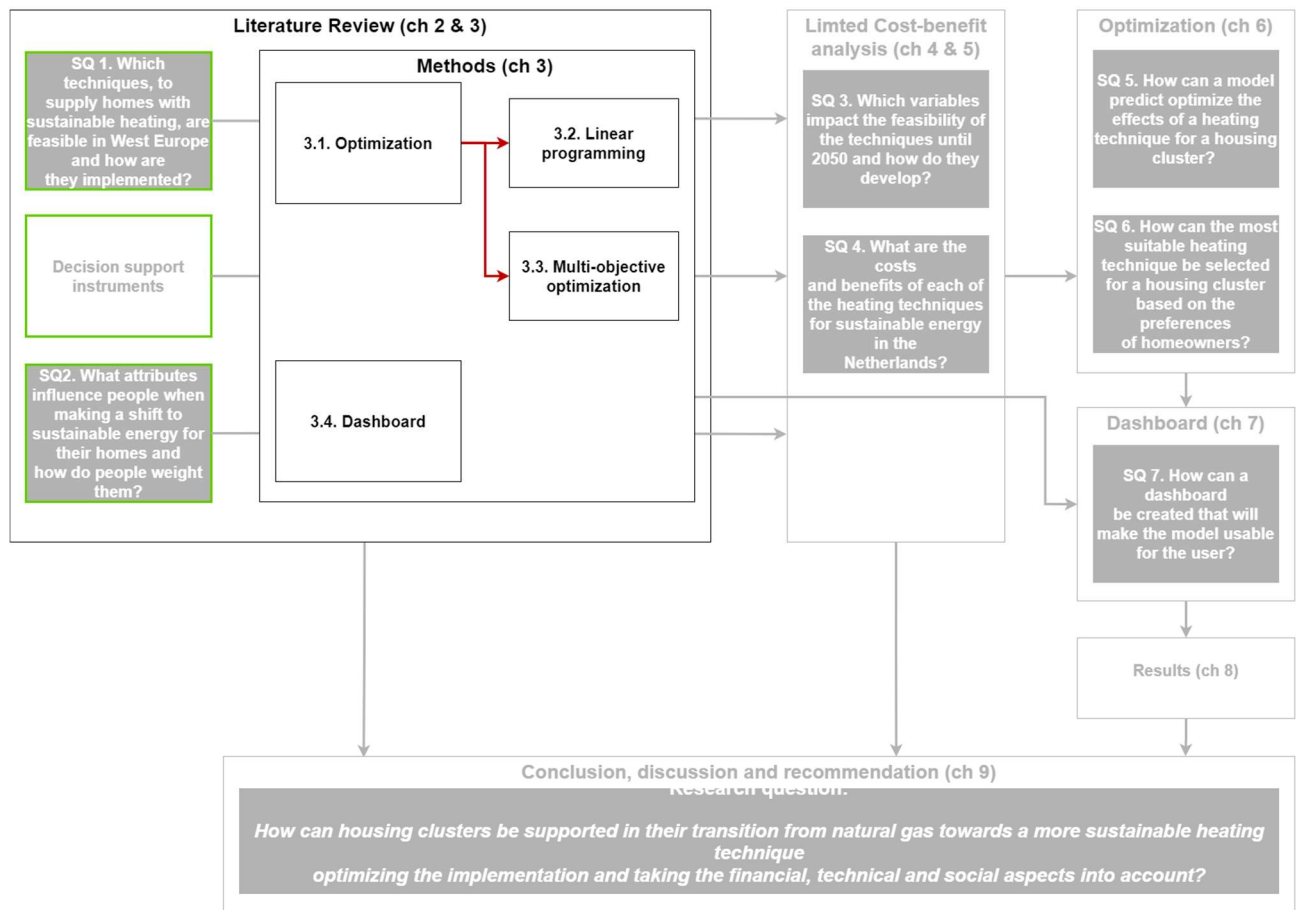 Literature Review (ch 2 & 3)
SQ 1. Which
techniques, to
supply homes with
sustainable heating, are
feasible in West Europe
and how are
they implemented?
Decision support
instruments
SQ2. What attributes
influence people when
making a shift to
sustainable energy for
their homes and
how do people weight
them?
Methods (ch 3)
3.1. Optimization
3.2. Linear
programming
3.3. Multi-objective
optimization
3.4. Dashboard
Limted Cost-benefit
analysis (ch 4 & 5)
SQ 3. Which variables
impact the feasibility of
the techniques until
2050 and how do they
develop?
SQ 4. What are the
costs
and benefits of each of
the heating techniques
for sustainable energy
in the
Netherlands?
Optimization (ch 6)
SQ 5. How can a model
predict optimize the
effects of a heating
technique for a housing
cluster?
SQ 6. How can the most
suitable heating
technique be selected
for a housing cluster
based on the
preferences
of homeowners?
Dashboard (ch 7)
SQ 7. How can a
dashboard
be created that will
make the model usable
for the user?
Results (ch 8)
Conclusion, discussion and recommendation (ch 9)
Research question:
How can housing clusters be supported in their transition from natural gas towards a more sustainable heating
technique
optimizing the implementation and taking the financial, technical and social aspects into account?